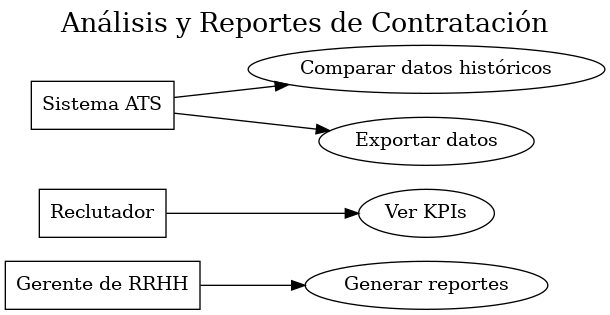 Análisis y Reportes de Contratación
Comparar datos históricos
Sistema ATS
Exportar datos
Reclutador
Ver KPIs
Gerente de RRHH
Generar reportes